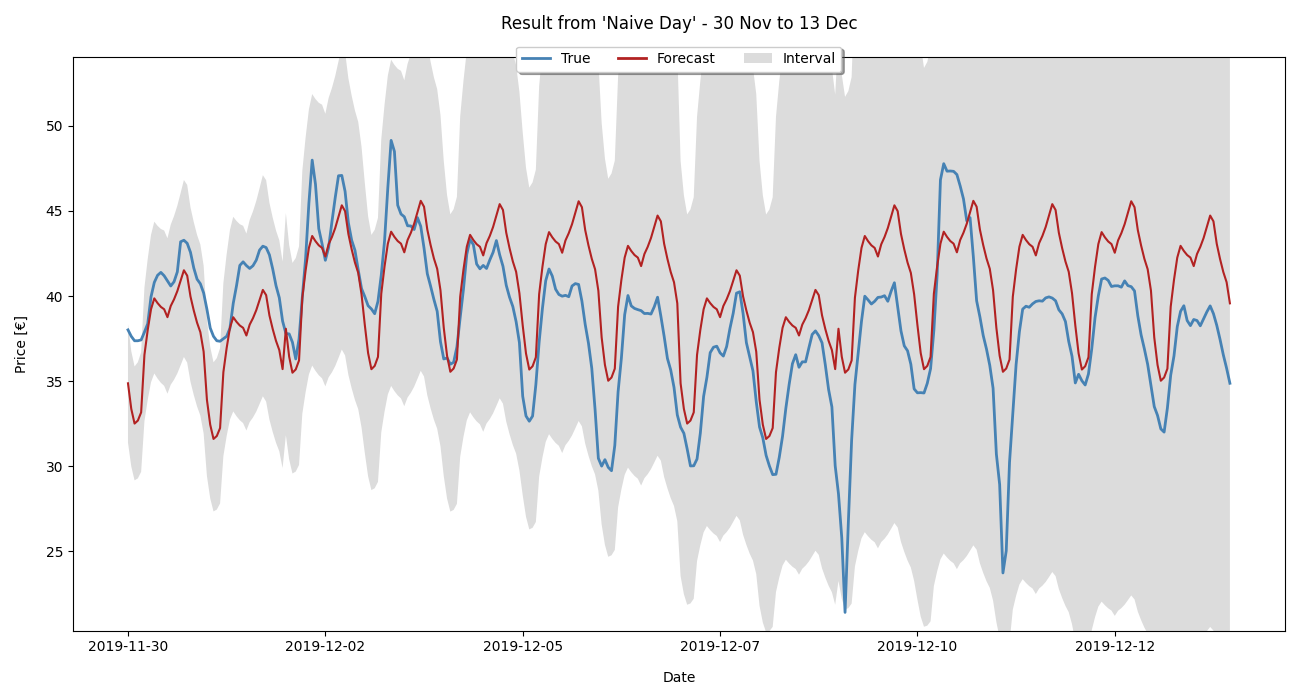 Result from 'Naive Day' - 30 Nov to 13 Dec
True Forecast Interval
Price [€]
50
45
40
35
30
25
2019-11-30 2019-12-02 2019-12-05 2019-12-07 2019-12-10 2019-12-12
Date